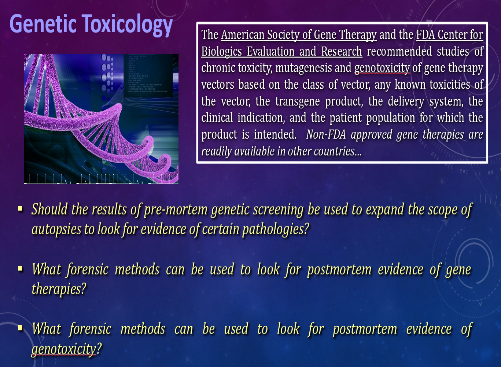 Genetic Toxicology
The American Society of Gene Therapy and the FDA Center for
Biologics Evaluation and Research recommended studies of
chronic toxicity, mutagenesis and genotoxicity of gene therapy
vectors based on the class of vector, any known toxicities of
the vector, the transgene product, the delivery system, the
clinical indication, and the patient population for which the
product is intended. Non-FDA approved gene therapies are
readily available in other countries...
▪ Should the results of pre-mortem genetic screening be used to expand the scope of
autopsies to look for evidence of certain pathologies?
▪ What forensic methods can be used to look for postmortem evidence of gene
therapies?
▪ What forensic methods can be used to look for postmortem evidence of
genotoxicity?